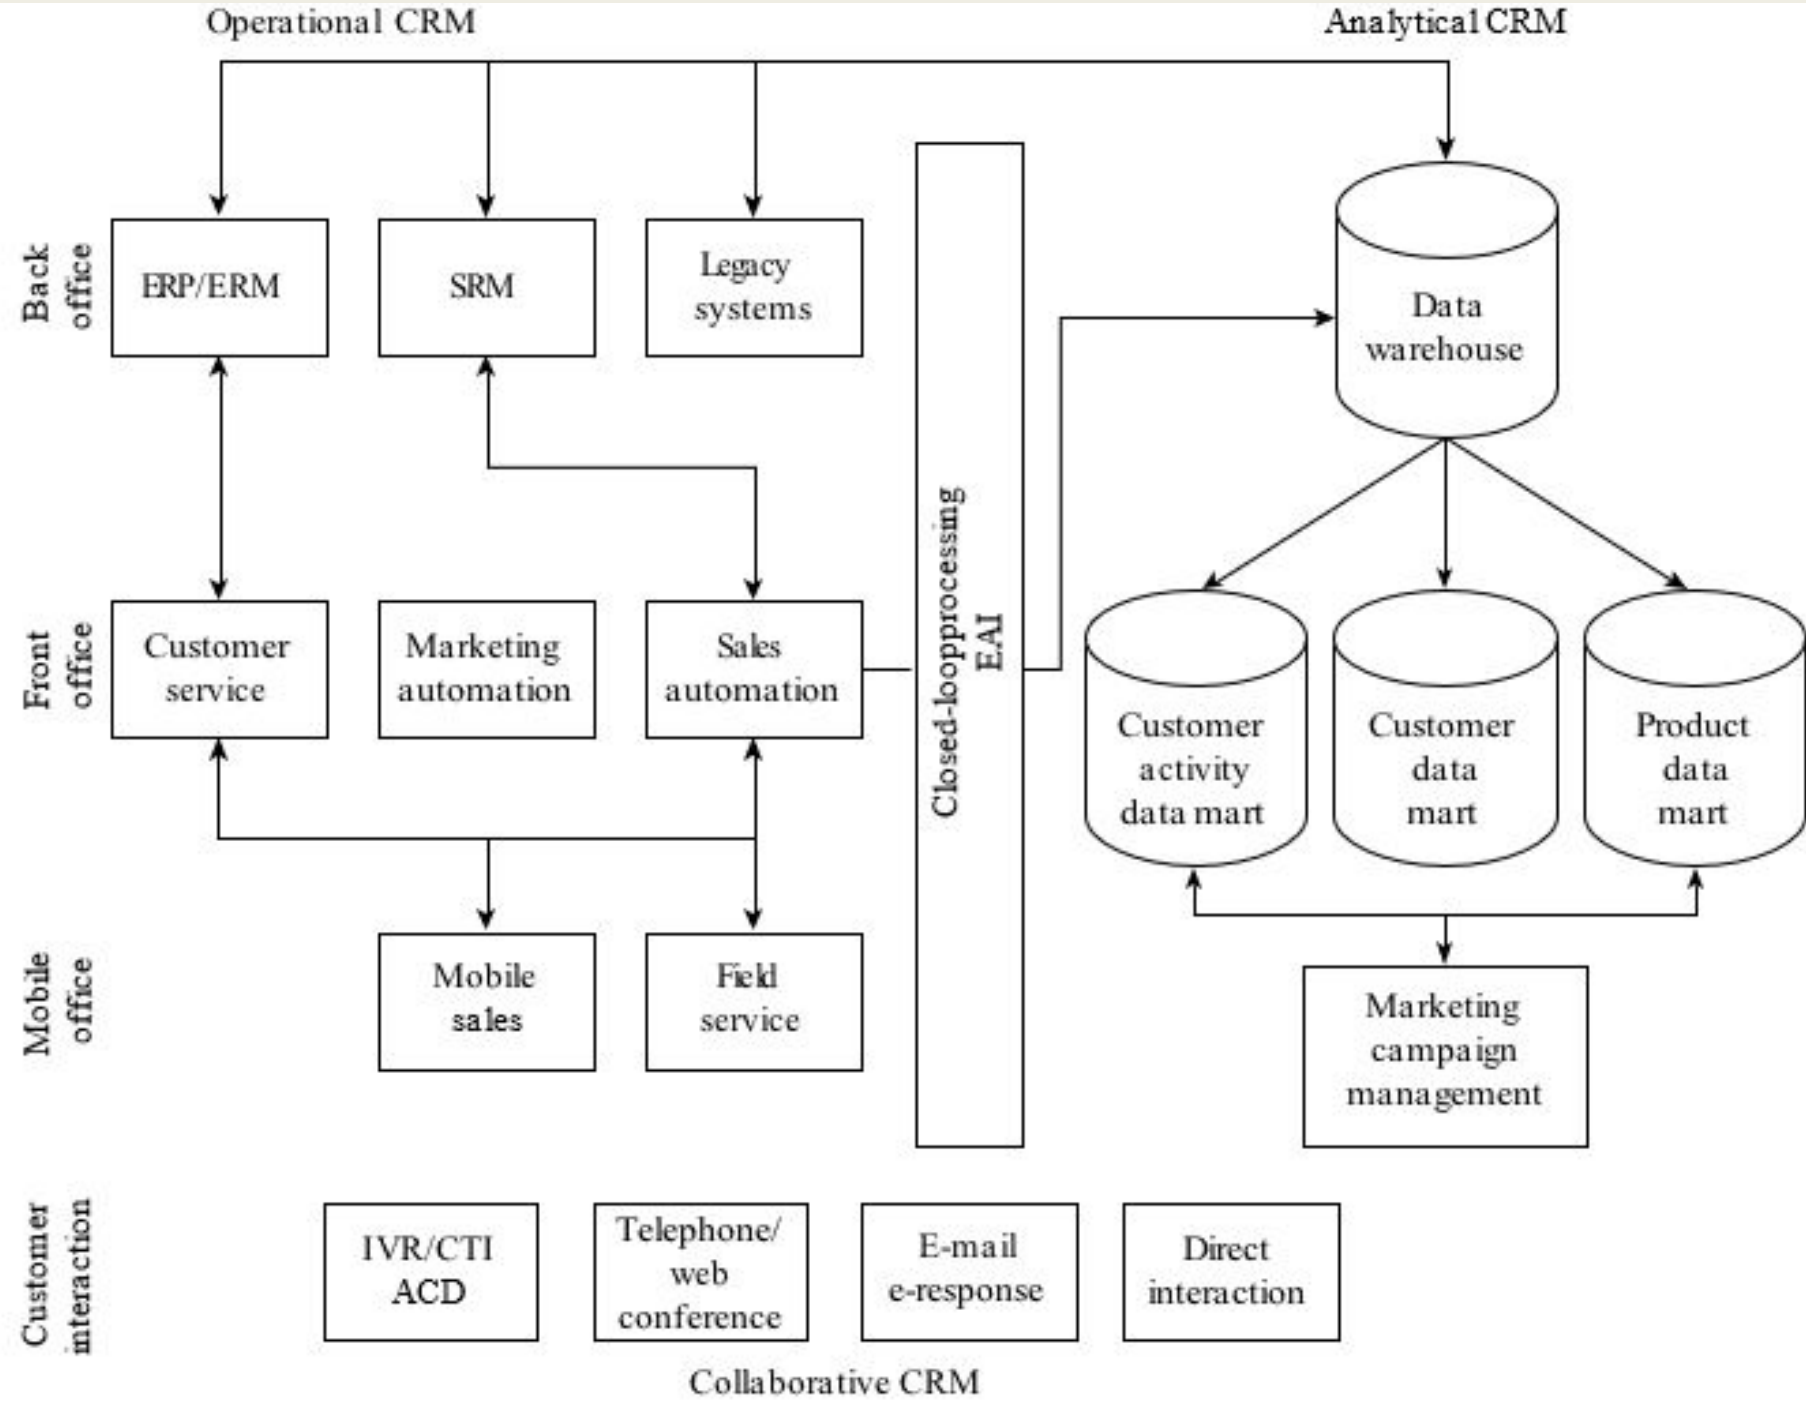 Operational CRM
Analytical CRM
Back
office
ERP/ERM
SRM
Legacy
systems
Data
warehouse
Closed-loopprocessing
EAI
Front
office
Customer
service
Marketing
automation
Sales
automation
Customer
activity
data mart
Customer
data
mart
Product
data
mart
Mobile
office
Mobile
sales
Field
service
Marketing
campaign
management
Customer
interaction
IVR/CTI
ACD
Telephone/
web
conference
E-mail
e-response
Direct
interaction
Collaborative CRM